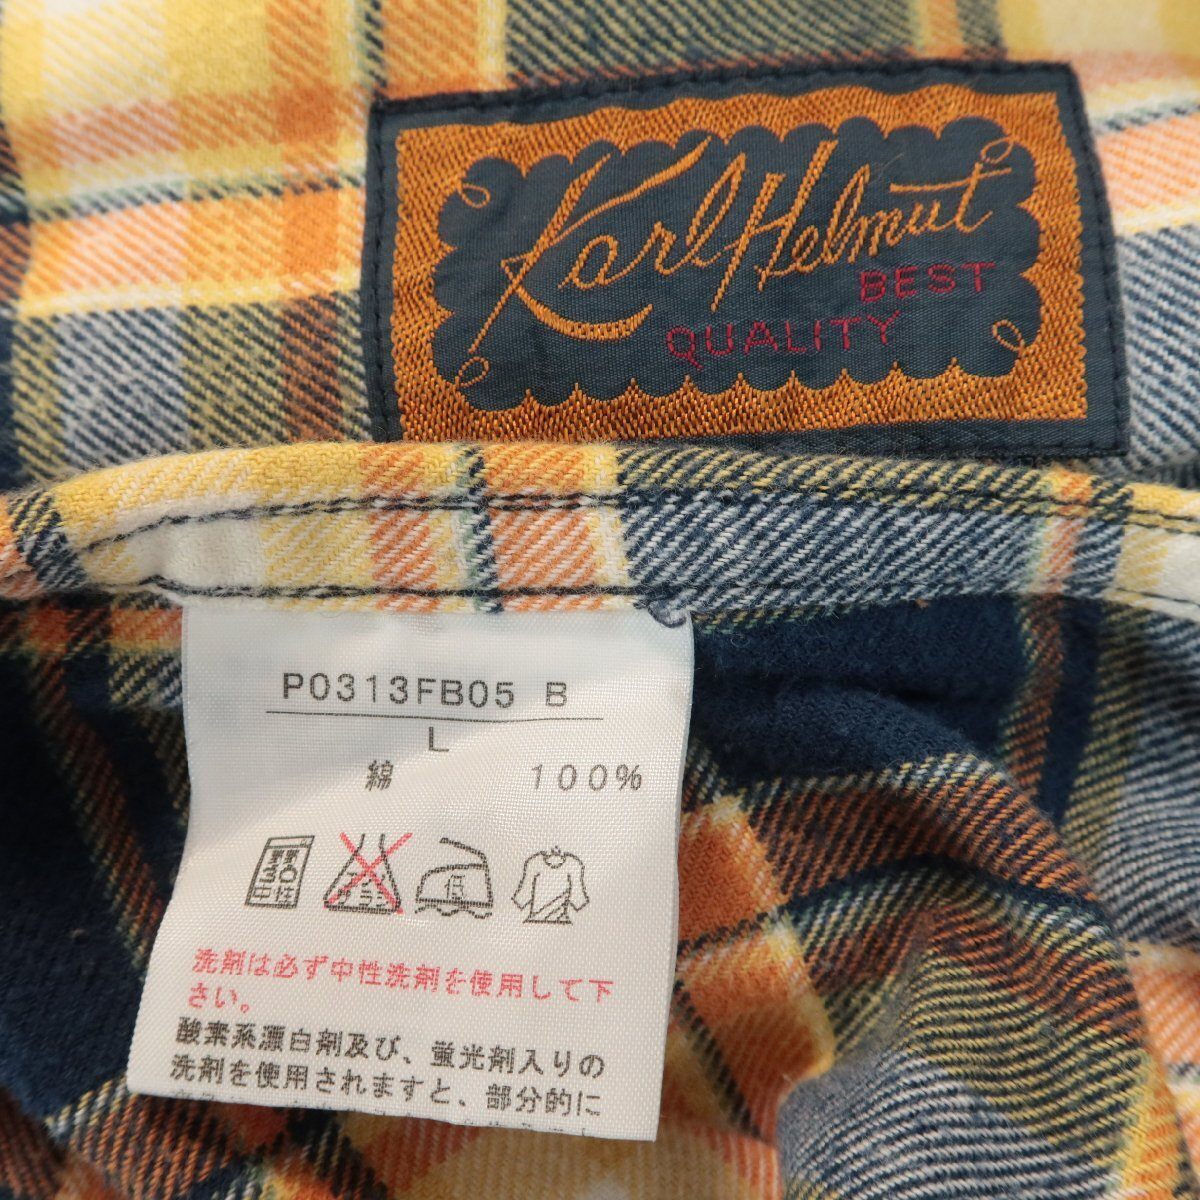 Karl Helmut
BEST
QUALITY
P0313FB05 B
L
綿 100%
低
洗剤は必ず中性洗剤を使用して下
さい。
酸素系漂白剤及び、蛍光剤入りの
洗剤を使用されますと、部分的に